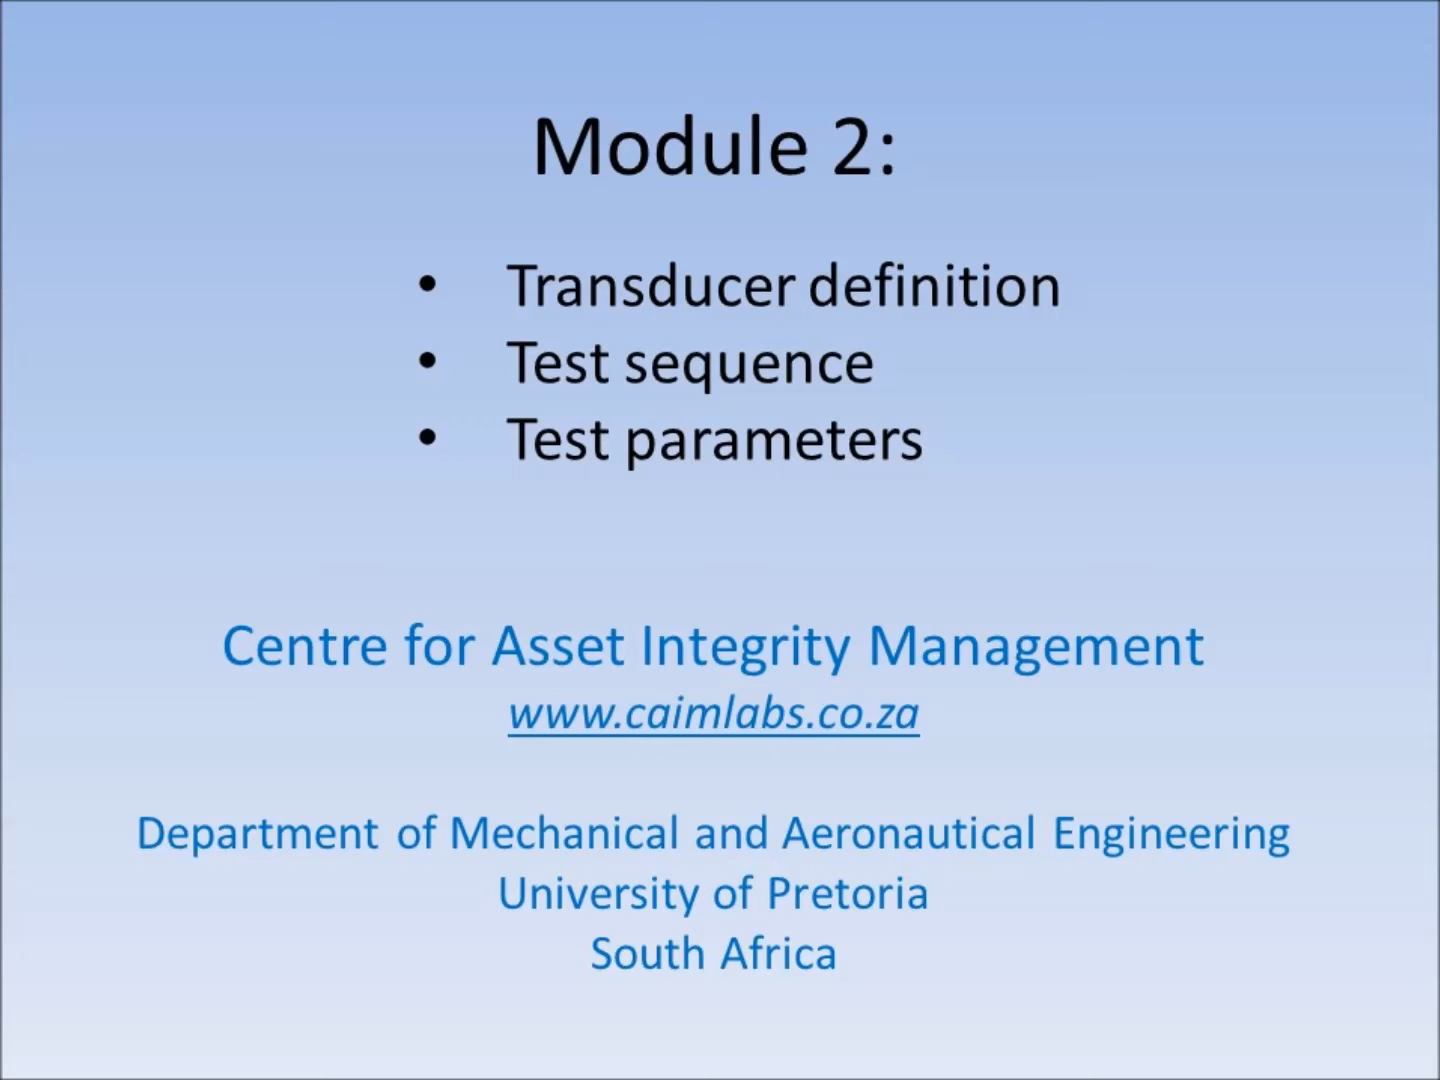 Module 2:
• Transducer definition
• Test sequence
• Test parameters
Centre for Asset Integrity Management
www.caimlabs.co.za
Department of Mechanical and Aeronautical Engineering
University of Pretoria
South Africa